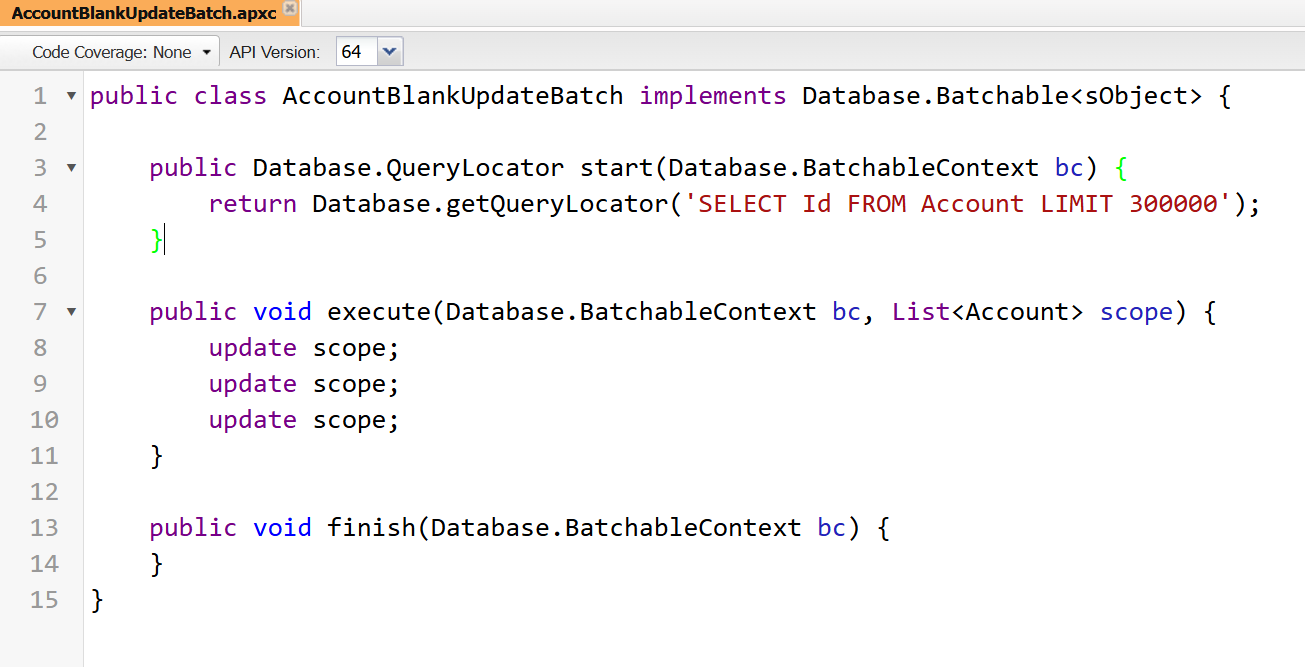 AccountBlankUpdateBatch.apxc
Code Coverage: None API Version: 64
1 public class AccountBlankUpdateBatch implements Database.Batchable<sObject> {
2
3 public Database.QueryLocator start(Database.BatchableContext bc) {
4 return Database.getQueryLocator('SELECT Id FROM Account LIMIT 300000');
5 }
6
7 public void execute(Database.BatchableContext bc, List<Account> scope) {
8 update scope;
9 update scope;
10 update scope;
11 }
12
13 public void finish(Database.BatchableContext bc) {
14 }
15 }